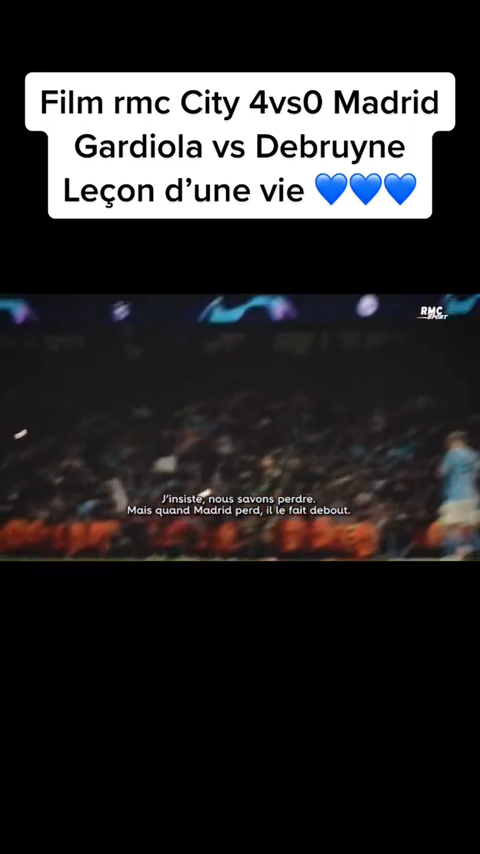 Film rmc City 4vs0 Madrid
Gardiola vs Debruyne
Leçon d’une vie 💙💙💙
RMC
SPORT
J’insiste, nous savons perdre.
Mais quand Madrid perd, il le fait debout.